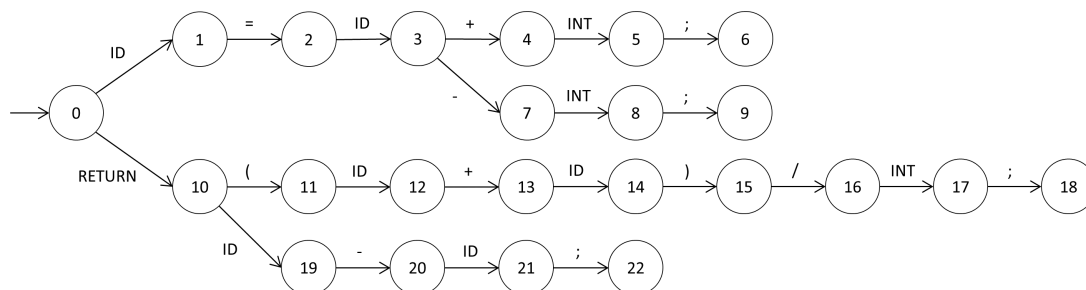 = ID + INT ;
ID 1 2 3 4 5 6
- INT ;
0 7 8 9
RETURN ( ID + ID ) / INT ;
10 11 12 13 14 15 16 17 18
ID - ID ;
19 20 21 22